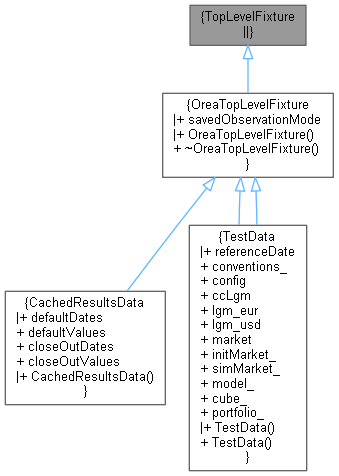 {TopLevelFixture
||}
{OreaTopLevelFixture
|+ savedObservationMode
|+ OreaTopLevelFixture()
+ ~OreaTopLevelFixture()
}
{CachedResultsData
|+ defaultDates
+ defaultValues
+ closeOutDates
+ closeOutValues
|+ CachedResultsData()
}
{TestData
|+ referenceDate
+ conventions_
+ config
+ ccLgm
+ lgm_eur
+ lgm_usd
+ market
+ initMarket_
+ simMarket_
+ model_
+ cube_
+ portfolio_
|+ TestData()
+ TestData()
}